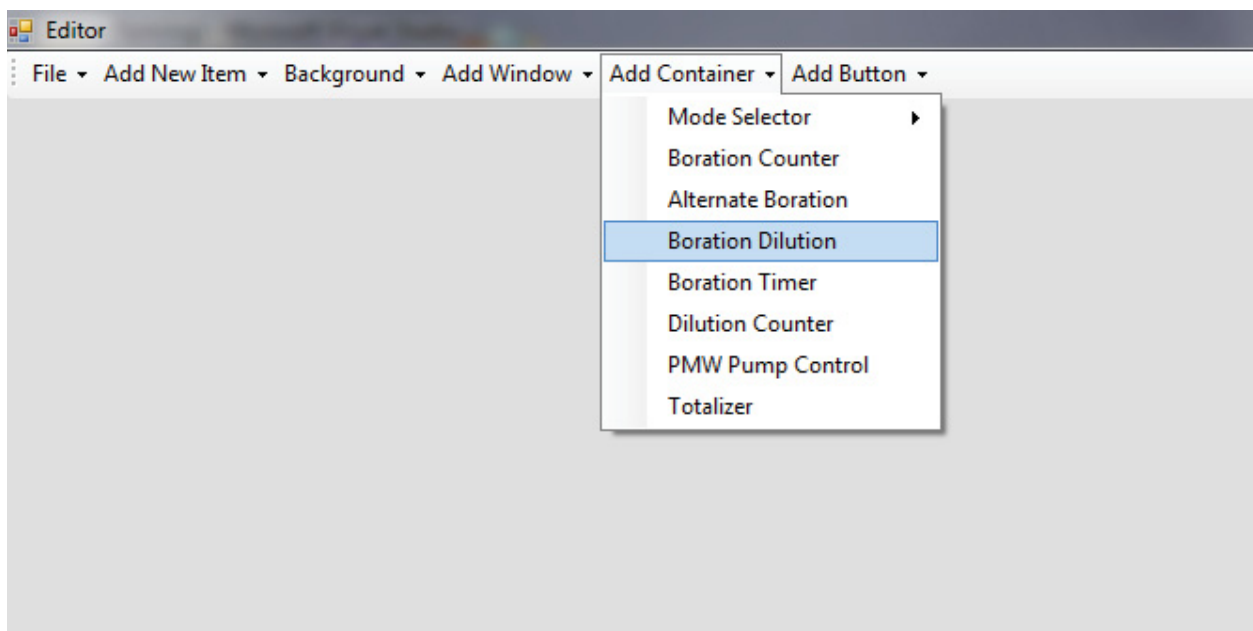 Editor
File Add New Item Background Add Window Add Container Add Button
Mode Selector
Boration Counter
Alternate Boration
Boration Dilution
Boration Timer
Dilution Counter
PMW Pump Control
Totalizer